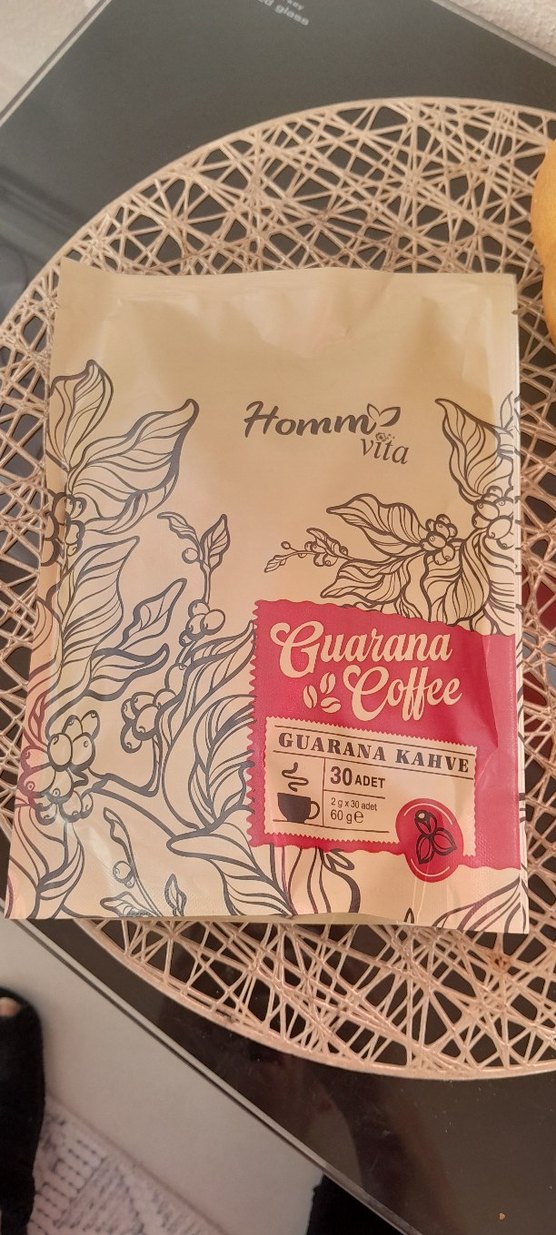 Homm
vita
Guarana
Coffee
GUARANA KAHVE
30 ADET
2 g x 30 adet
60 g℮